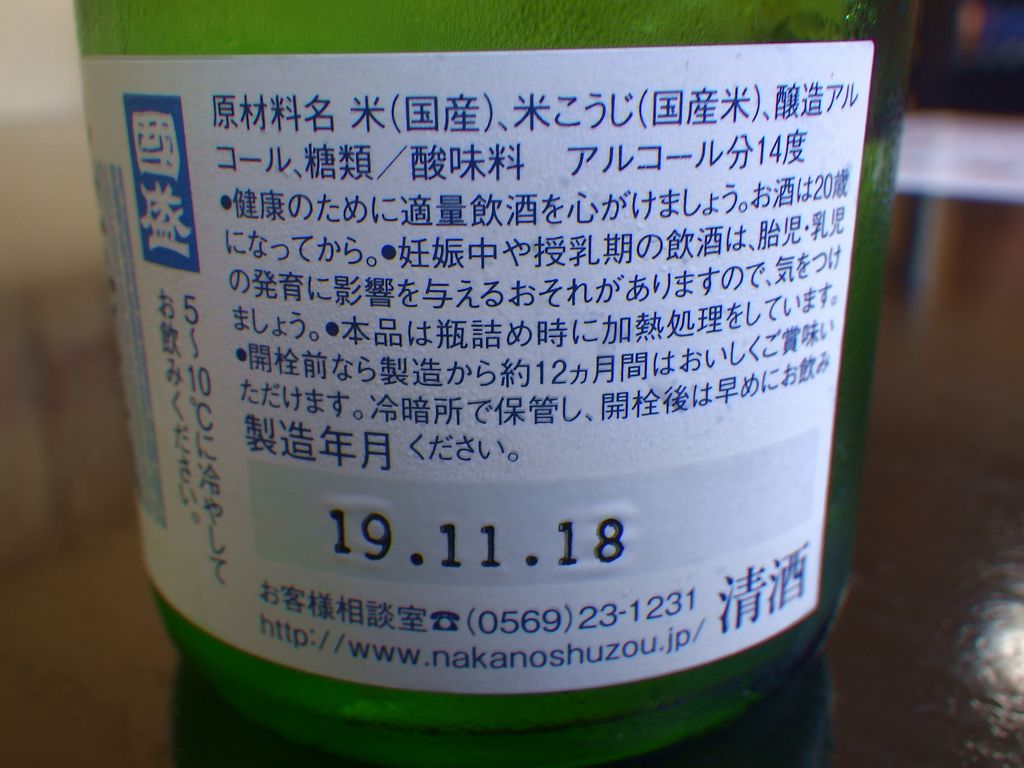 國盛
5~10℃に冷やして
お飲みください。
原材料名 米(国産)、米こうじ(国産米)、醸造アル
コール、糖類／酸味料 アルコール分14度
•健康のために適量飲酒を心がけましょう。お酒は20歳
になってから。•妊娠中や授乳期の飲酒は、胎児・乳児
の発育に影響を与えるおそれがありますので、気をつけ
ましょう。•本品は瓶詰め時に加熱処理をしています。
•開栓前なら製造から約12ヵ月間はおいしくご賞味い
ただけます。冷暗所で保管し、開栓後は早めにお飲み
製造年月 ください。
19.11.18
お客様相談室☎(0569)23-1231
http://www.nakanoshuzou.jp/
清酒